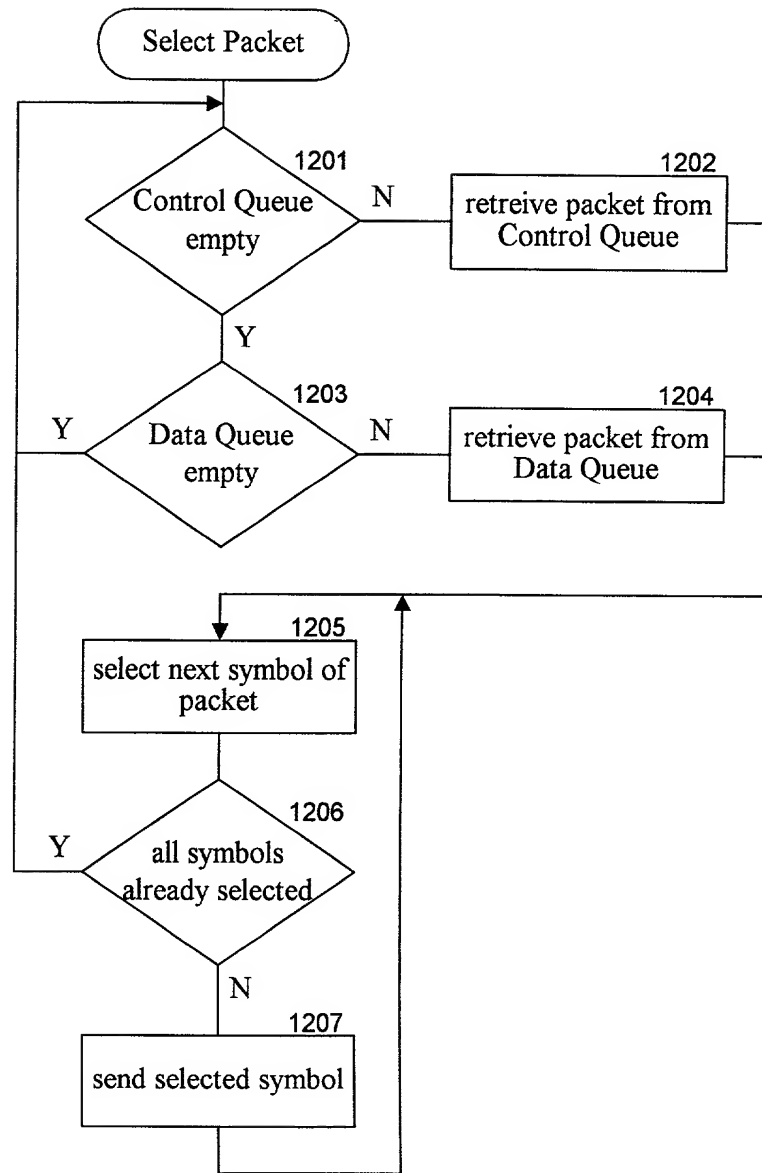 Select Packet
1201
Control Queue
empty
N
1202
retreive packet from
Control Queue
Y
1203
Data Queue
empty
Y
N
1204
retrieve packet from
Data Queue
1205
select next symbol of
packet
1206
all symbols
already selected
Y
N
1207
send selected symbol